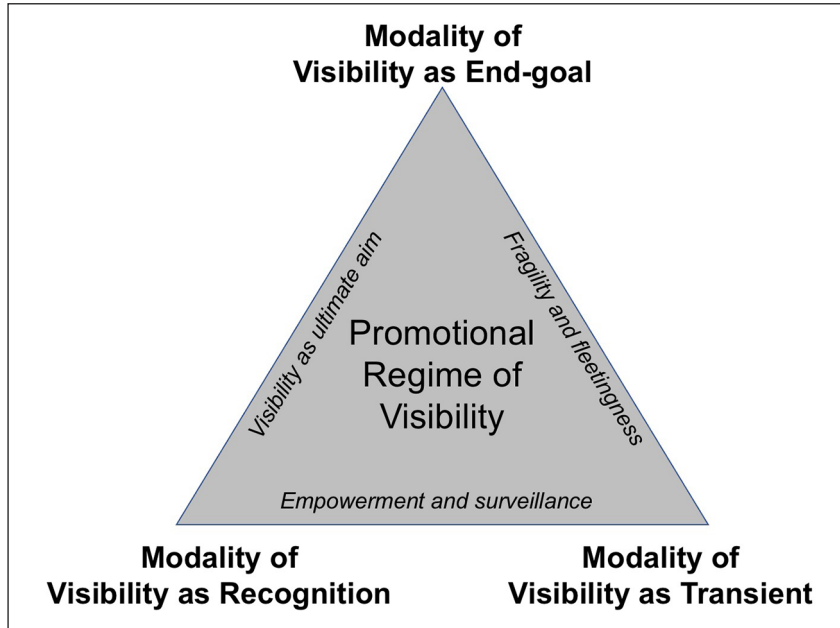 Modality of
Visibility as End-goal
Visibility as ultimate aim
Fragility and fleetingness
Promotional
Regime of
Visibility
Empowerment and surveillance
Modality of
Visibility as Recognition
Modality of
Visibility as Transient